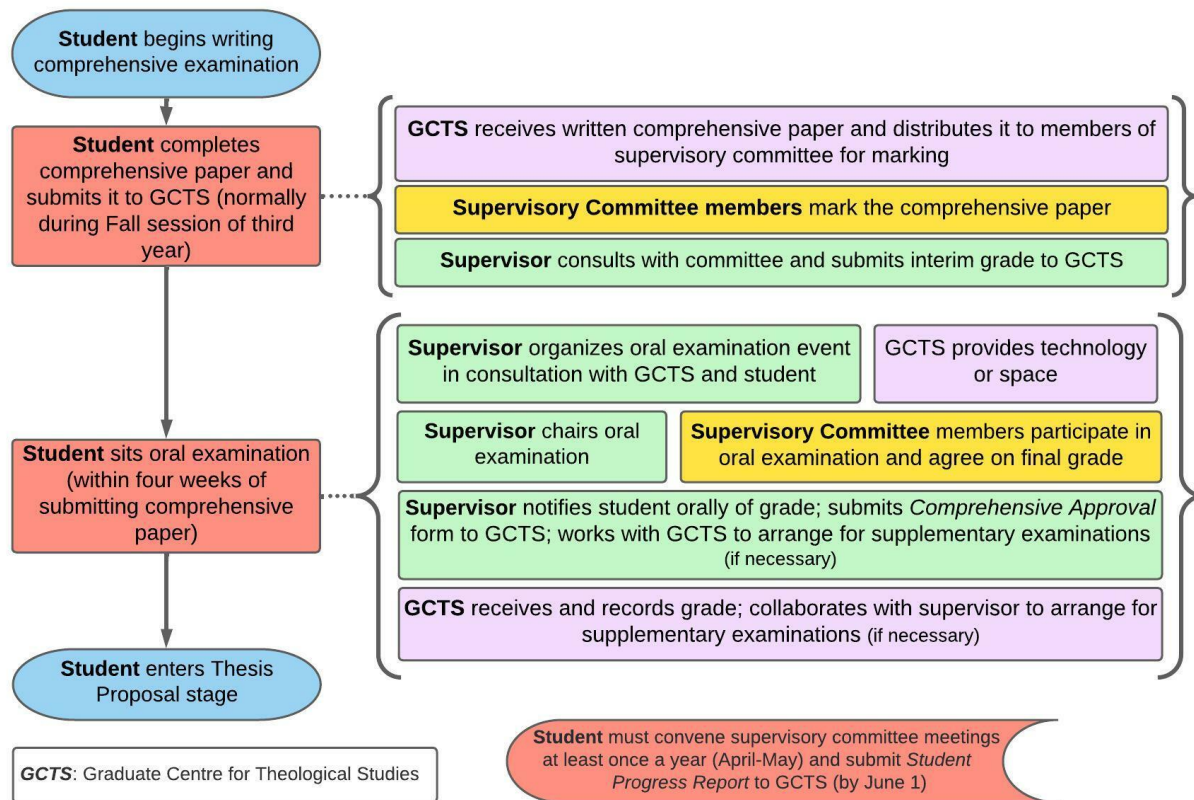 Student begins writing
comprehensive examination
Student completes
comprehensive paper and
submits it to GCTS (normally
during Fall session of third
year)
GCTS receives written comprehensive paper and distributes it to members of
supervisory committee for marking
Supervisory Committee members mark the comprehensive paper
Supervisor consults with committee and submits interim grade to GCTS
Student sits oral examination
(within four weeks of
submitting comprehensive
paper)
Supervisor organizes oral examination event
in consultation with GCTS and student
GCTS provides technology
or space
Supervisor chairs oral
examination
Supervisory Committee members participate in
oral examination and agree on final grade
Supervisor notifies student orally of grade; submits Comprehensive Approval
form to GCTS; works with GCTS to arrange for supplementary examinations
(if necessary)
GCTS receives and records grade; collaborates with supervisor to arrange for
supplementary examinations (if necessary)
Student enters Thesis
Proposal stage
GCTS: Graduate Centre for Theological Studies
Student must convene supervisory committee meetings
at least once a year (April-May) and submit Student
Progress Report to GCTS (by June 1)